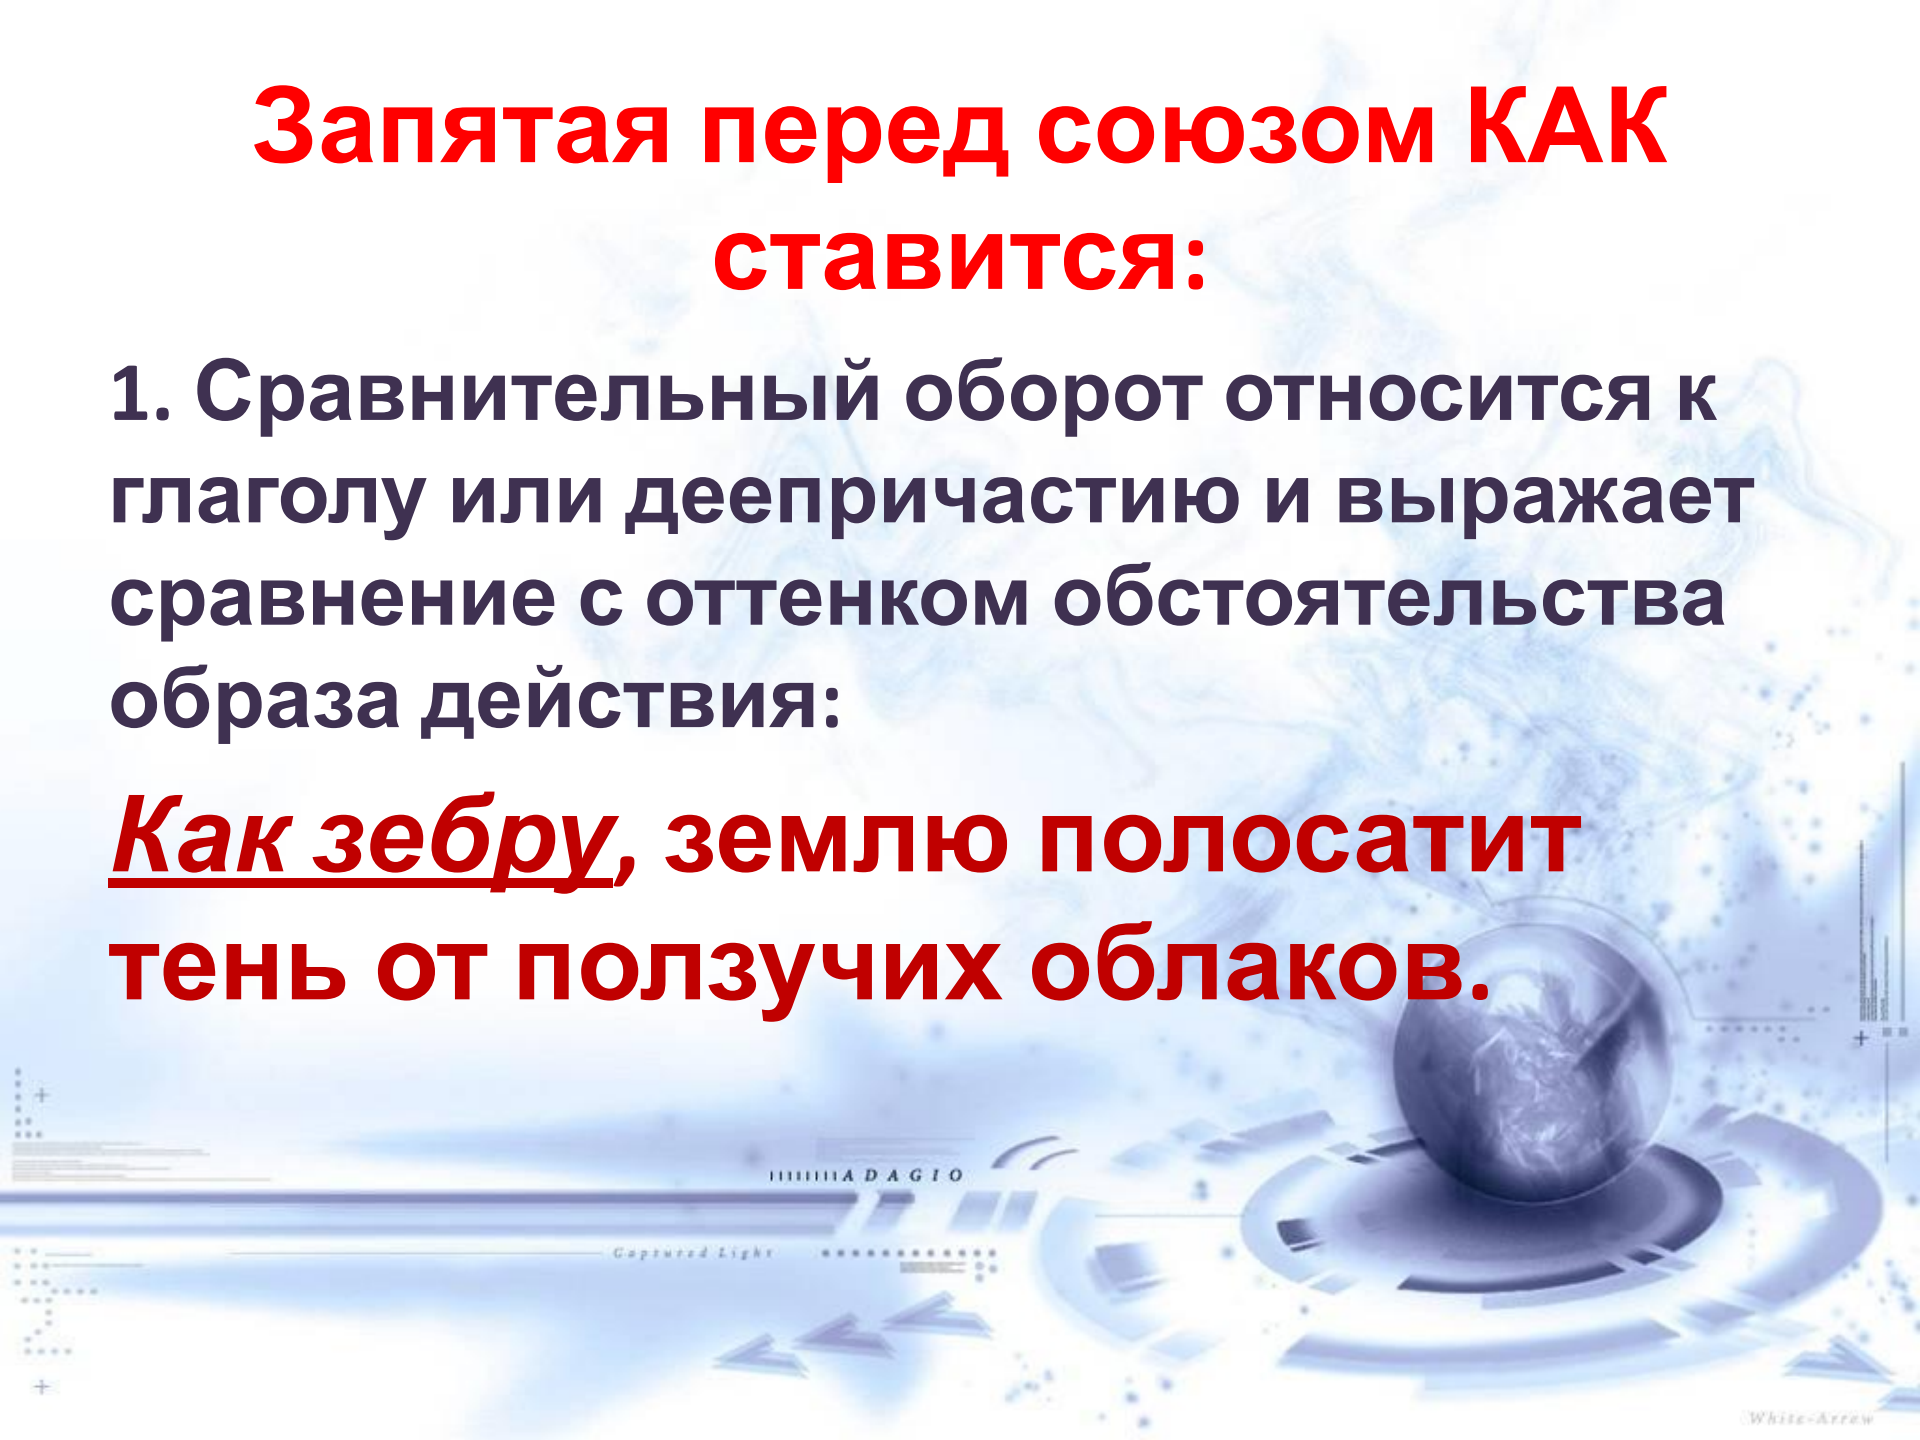 Запятая перед союзом КАК
ставится:
1. Сравнительный оборот относится к
глаголу или деепричастию и выражает
сравнение с оттенком обстоятельства
образа действия:
Как зебру, землю полосатит
тень от ползучих облаков.
ADAGIO
Captured Light
White-Arrow